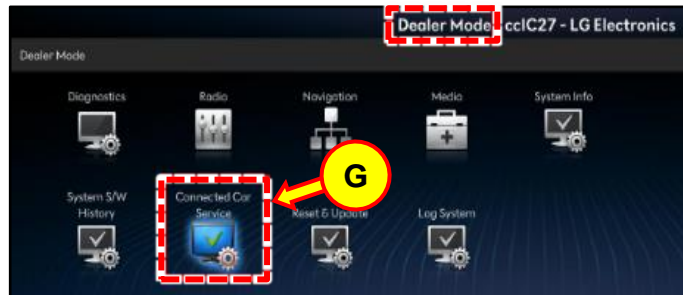 Dealer Mode ccIC27 - LG Electronics
Dealer Mode
Diagnostics Radio Navigation Media System Info
G
System S/W Connected Car
History Service Reset & Update Log System